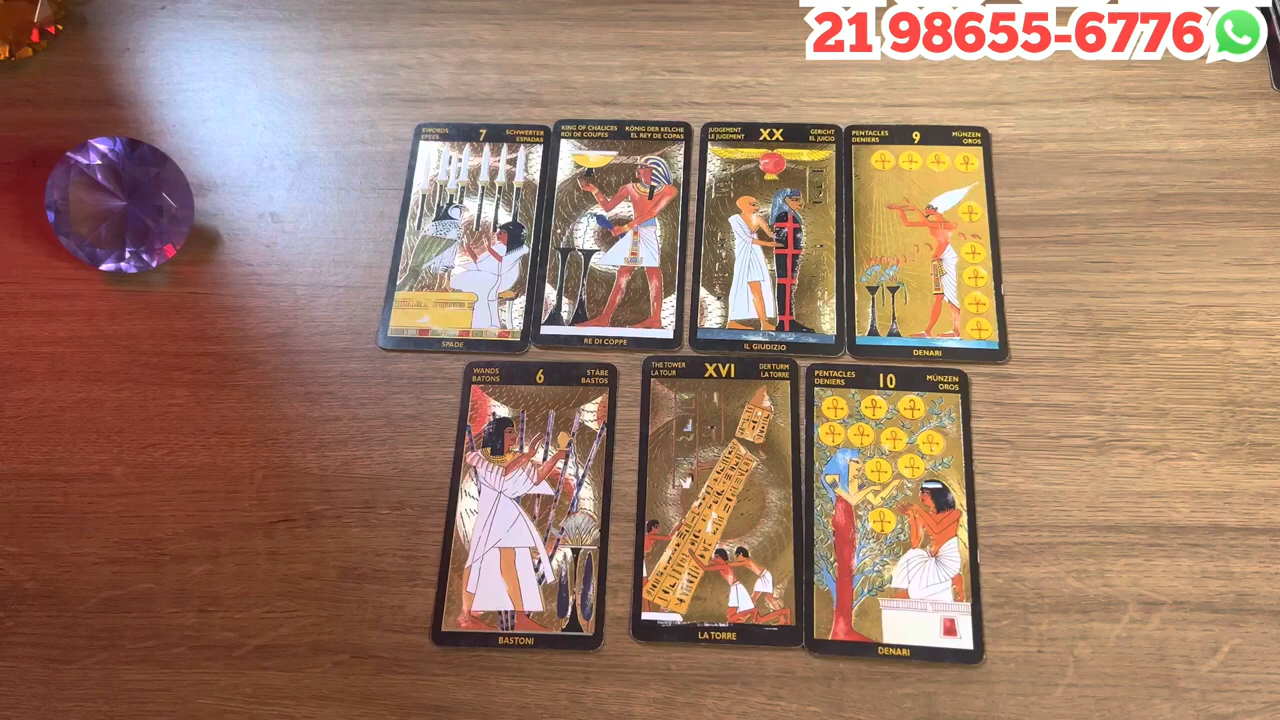 21 98655-6776
SWORDS
EPEES
7
SCHWERTER
ESPADAS
SPADE
KING OF CHALICES
ROI DE COUPES
KÖNIG DER KELCHE
EL REY DE COPAS
RE DI COPPE
JUDGEMENT
LE JUGEMENT
XX
GERICHT
EL JUICIO
IL GIUDIZIO
PENTACLES
DENIERS
9
MÜNZEN
OROS
DENARI
WANDS
BATONS
6
STÄBE
BASTOS
BASTONI
THE TOWER
LA TOUR
XVI
DER TURM
LA TORRE
LA TORRE
PENTACLES
DENIERS
10
MÜNZEN
OROS
DENARI